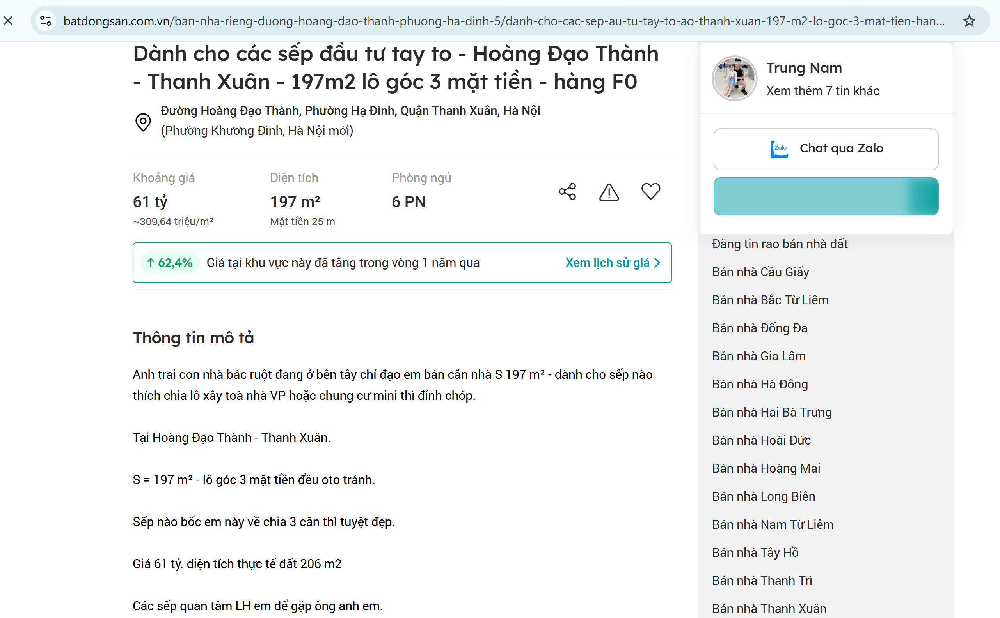 batdongsan.com.vn/ban-nha-rieng-duong-hoang-dao-thanh-phuong-ha-dinh-5/danh-cho-cac-sep-au-tu-tay-to-ao-thanh-xuan-197-m2-lo-goc-3-mat-tien-han...
Dành cho các sếp đầu tư tay to - Hoàng Đạo Thành
- Thanh Xuân - 197m2 lô góc 3 mặt tiền - hàng F0
Đường Hoàng Đạo Thành, Phường Hạ Đình, Quận Thanh Xuân, Hà Nội
(Phường Khương Đình, Hà Nội mới)
Khoảng giá
61 tỷ
~309,64 triệu/m²
Diện tích
197 m²
Mặt tiền 25 m
Phòng ngủ
6 PN
62,4%
Giá tại khu vực này đã tăng trong vòng 1 năm qua
Xem lịch sử giá
Thông tin mô tả
Anh trai con nhà bác ruột đang ở bên tây chỉ đạo em bán căn nhà S 197 m² - dành cho sếp nào
thích chia lô xây toà nhà VP hoặc chung cư mini thì đỉnh chóp.
Tại Hoàng Đạo Thành - Thanh Xuân.
S = 197 m² - lô góc 3 mặt tiền đều oto tránh.
Sếp nào bốc em này về chia 3 căn thì tuyệt đẹp.
Giá 61 tỷ. diện tích thực tế đất 206 m2
Các sếp quan tâm LH em để gặp ông anh em.
Trung Nam
Xem thêm 7 tin khác
Zalo
Chat qua Zalo
Đăng tin rao bán nhà đất
Bán nhà Cầu Giấy
Bán nhà Bắc Từ Liêm
Bán nhà Đống Đa
Bán nhà Gia Lâm
Bán nhà Hà Đông
Bán nhà Hai Bà Trưng
Bán nhà Hoài Đức
Bán nhà Hoàng Mai
Bán nhà Long Biên
Bán nhà Nam Từ Liêm
Bán nhà Tây Hồ
Bán nhà Thanh Trì
Bán nhà Thanh Xuân